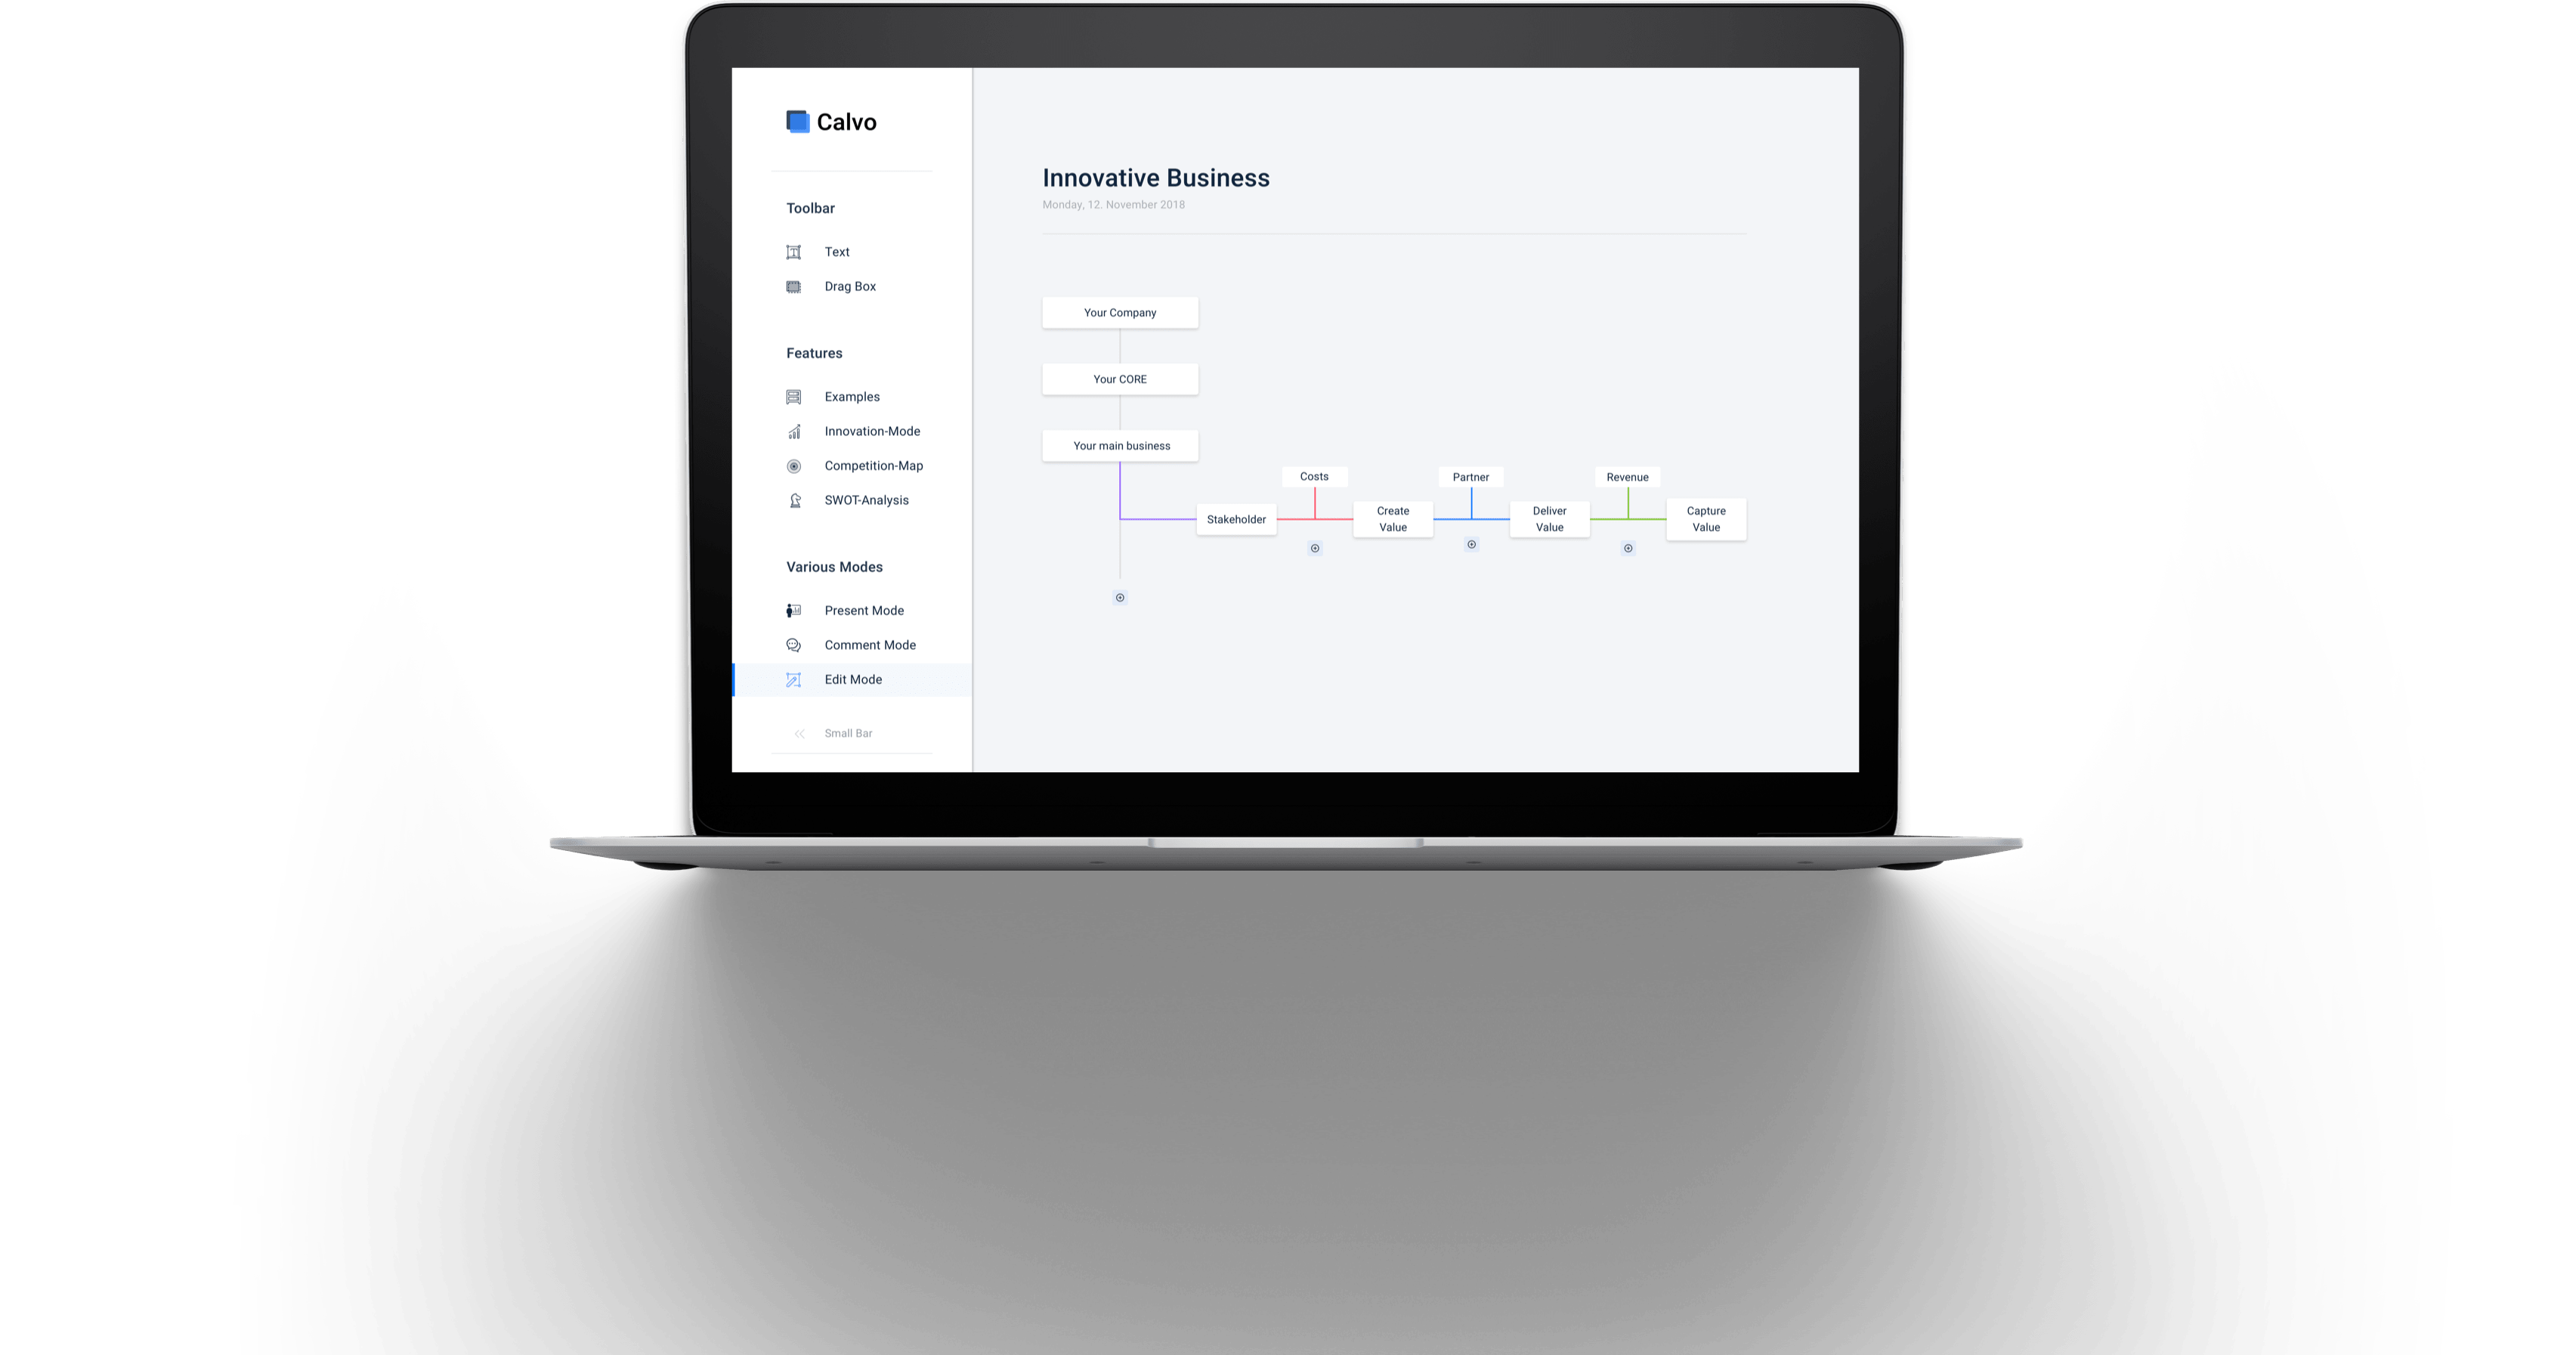 Calvo
Toolbar
Text
Drag Box
Features
Examples
Innovation-Mode
Competition-Map
SWOT-Analysis
Various Modes
Present Mode
Comment Mode
Edit Mode
Small Bar
Innovative Business
Monday, 12. November 2018
Your Company
Your CORE
Your main business
Costs
Partner
Revenue
Stakeholder
Create
Value
Deliver
Value
Capture
Value